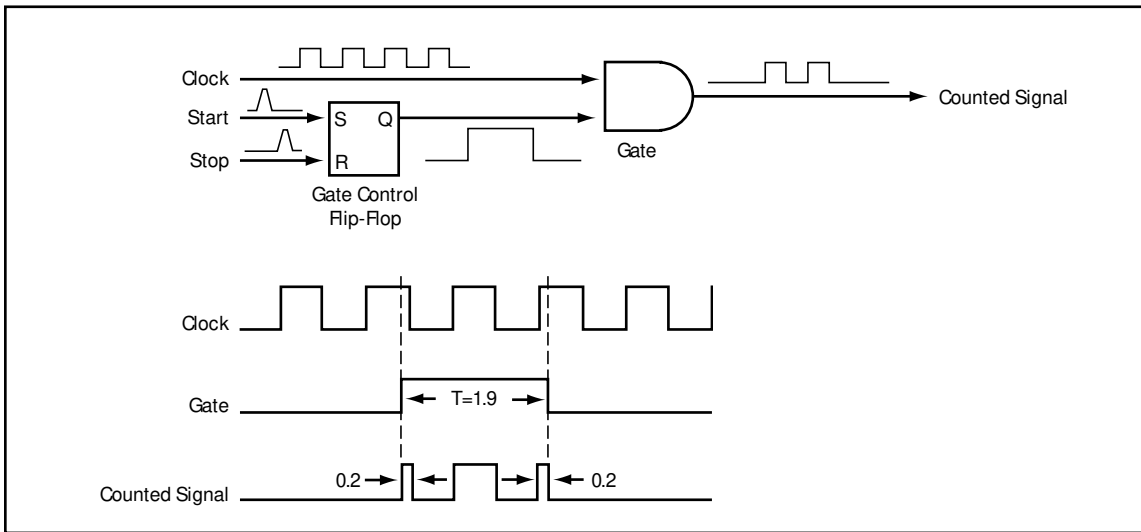 Clock
Start
Stop
S Q
R
Gate Control
Flip-Flop
Gate
Counted Signal
Clock
Gate
T=1.9
Counted Signal
0.2
0.2